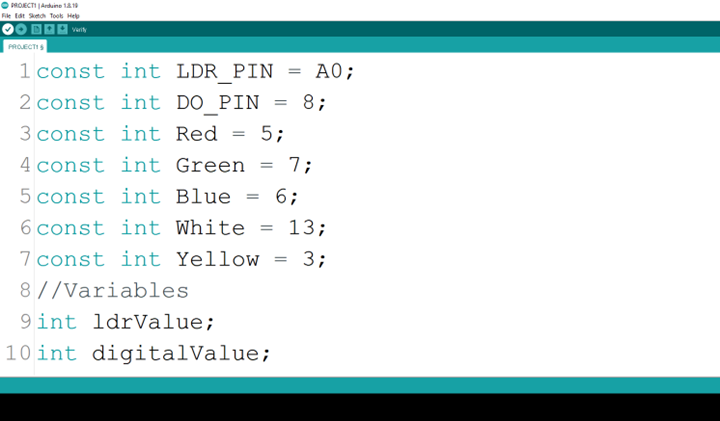 PROJECT1 | Arduino 1.8.19
File Edit Sketch Tools Help
Verify
PROJECT1 §
1 const int LDR_PIN = A0;
2 const int DO_PIN = 8;
3 const int Red = 5;
4 const int Green = 7;
5 const int Blue = 6;
6 const int White = 13;
7 const int Yellow = 3;
8 //Variables
9 int ldrValue;
10 int digitalValue;